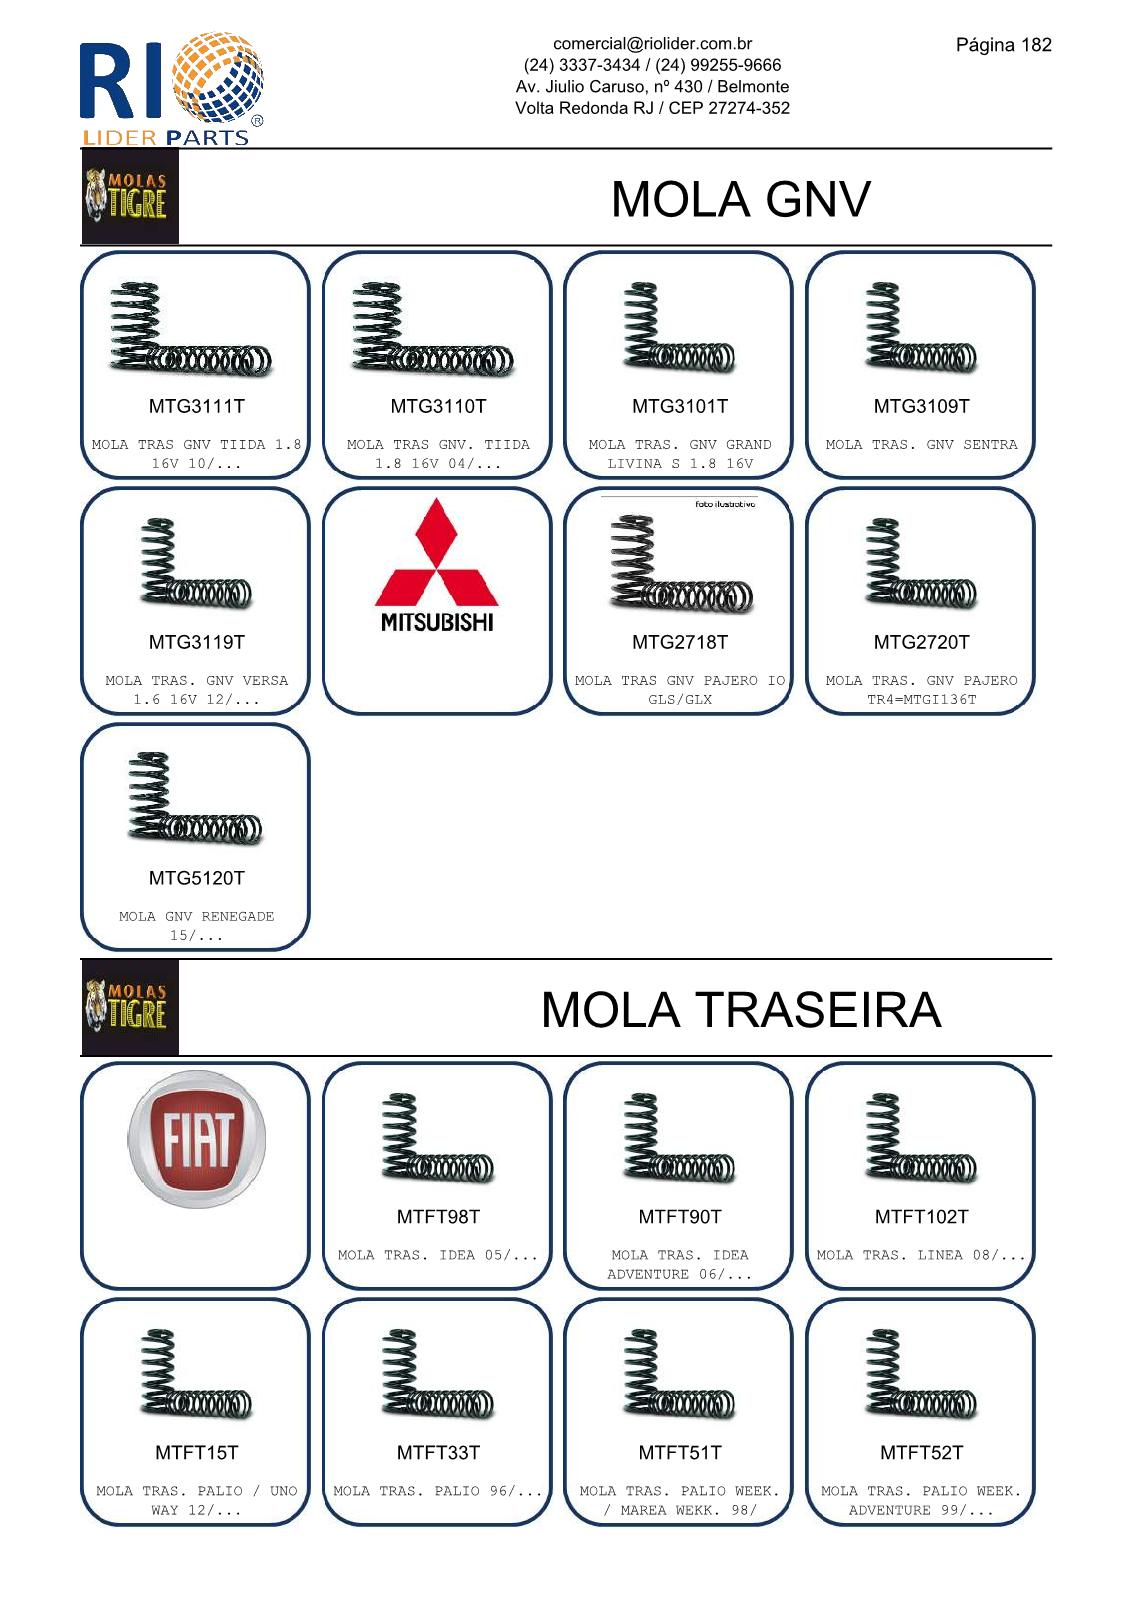 RIO
LIDER PARTS
®
comercial@riolider.com.br
(24) 3337-3434 / (24) 99255-9666
Av. Jiulio Caruso, nº 430 / Belmonte
Volta Redonda RJ / CEP 27274-352
Página 182
MOLAS
TIGRE
MOLA GNV
MTG3111T
MOLA TRAS GNV TIIDA 1.8
16V 10/...
MTG3110T
MOLA TRAS GNV. TIIDA
1.8 16V 04/...
MTG3101T
MOLA TRAS. GNV GRAND
LIVINA S 1.8 16V
MTG3109T
MOLA TRAS. GNV SENTRA
MTG3119T
MOLA TRAS. GNV VERSA
1.6 16V 12/...
MITSUBISHI
foto ilustrativa
MTG2718T
MOLA TRAS GNV PAJERO IO
GLS/GLX
MTG2720T
MOLA TRAS. GNV PAJERO
TR4=MTGI136T
MTG5120T
MOLA GNV RENEGADE
15/...
MOLAS
TIGRE
MOLA TRASEIRA
FIAT
MTFT98T
MOLA TRAS. IDEA 05/...
MTFT90T
MOLA TRAS. IDEA
ADVENTURE 06/...
MTFT102T
MOLA TRAS. LINEA 08/...
MTFT15T
MOLA TRAS. PALIO / UNO
WAY 12/...
MTFT33T
MOLA TRAS. PALIO 96/...
MTFT51T
MOLA TRAS. PALIO WEEK.
/ MAREA WEKK. 98/
MTFT52T
MOLA TRAS. PALIO WEEK.
ADVENTURE 99/...